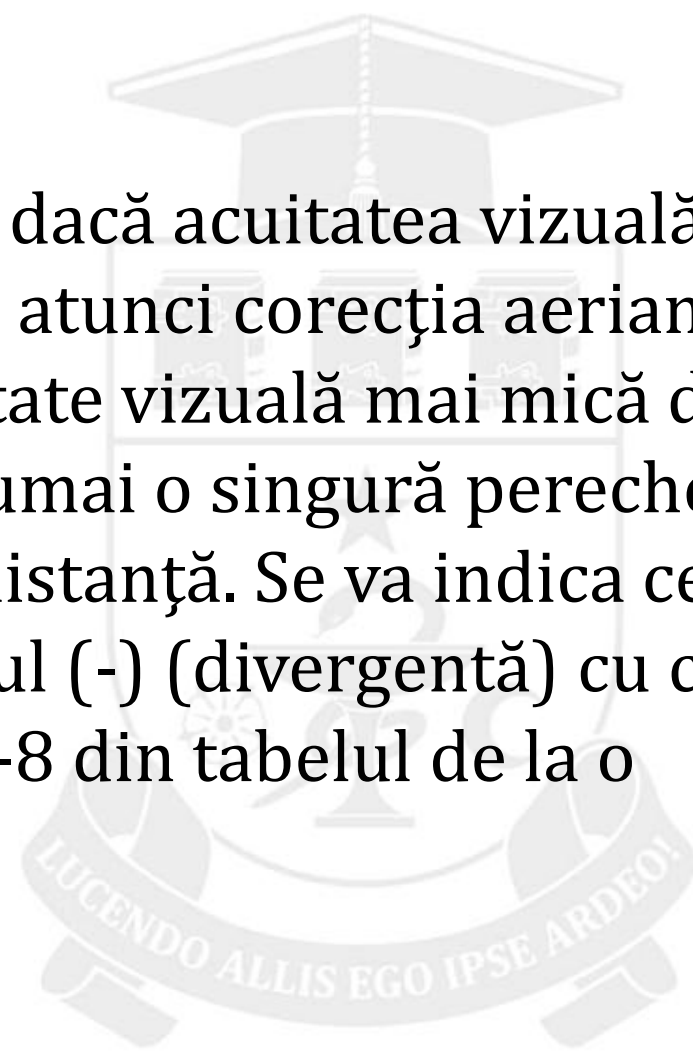 dacă acuitatea vizuală
atunci corecţia aerian
tate vizuală mai mică d
umai o singură pereche
istanţă. Se va indica ce
ul (-) (divergentă) cu c
-8 din tabelul de la o
LUCENDO ALLIS EGO IPSE ARDEO!